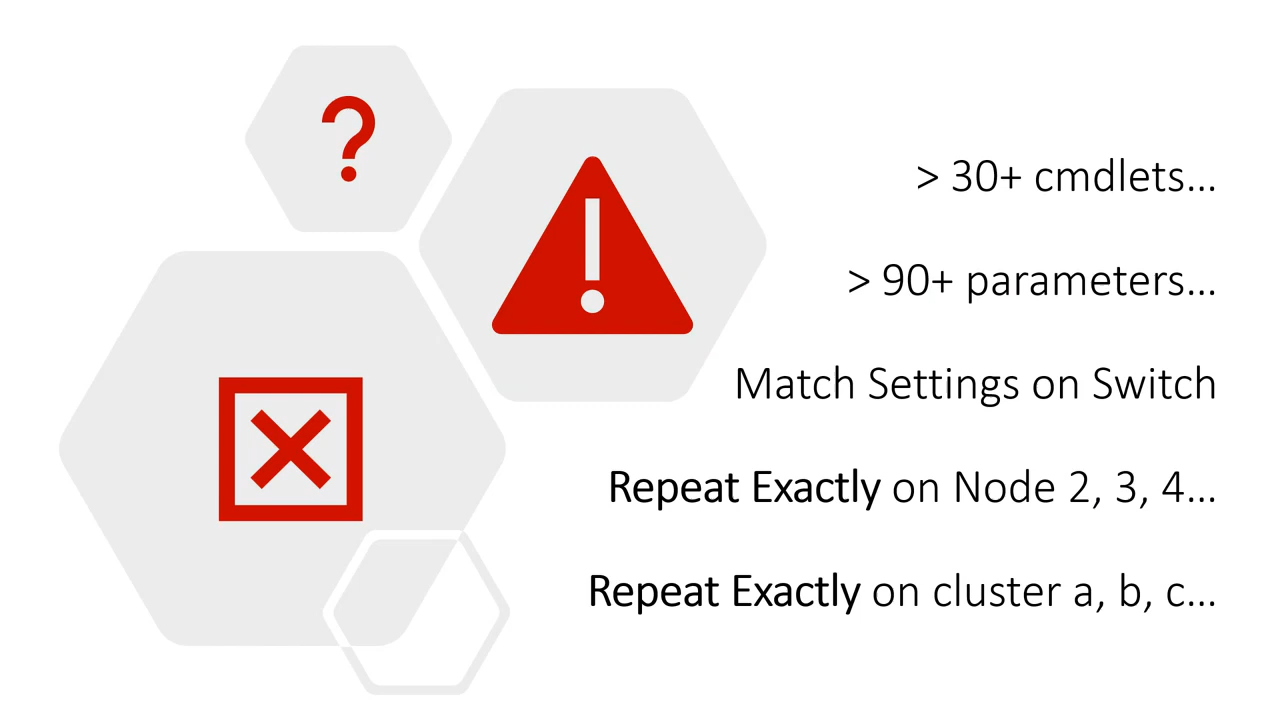 > 30+ cmdlets...
> 90+ parameters...
Match Settings on Switch
Repeat Exactly on Node 2, 3, 4...
Repeat Exactly on cluster a, b, c...